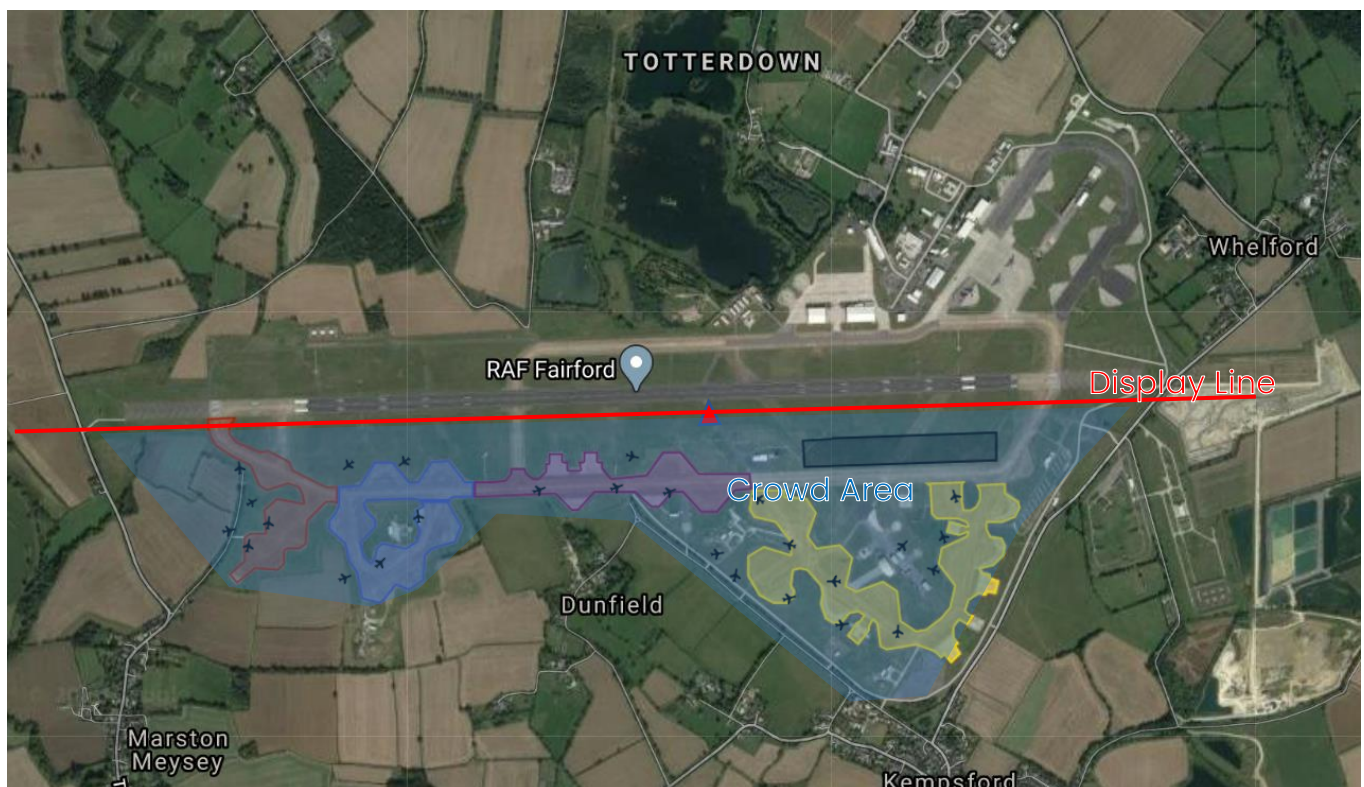 TOTTERDOWN
Whelford
RAF Fairford
Display Line
Crowd Area
Dunfield
Marston
Meysey
Kempsford